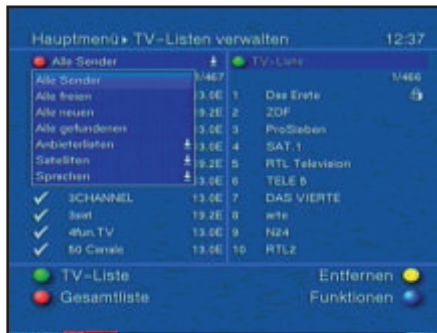 Hauptmenü▸ TV-Listen verwalten 12:37
Alle Sender TV-Liste
1/467 1/466
Alle Sender
Alle freien 13.0E 1 Das Erste
Alle neuen 19.2E 2 ZDF
Alle gefundenen 13.0E 3 ProSieben
Anbieterlisten 13.0E 4 SAT.1
Satelliten 19.2E 5 RTL Television
Sprachen 13.0E 6 TELE 5
3CHANNEL 13.0E 7 DAS VIERTE
3sat 19.2E 8 arte
4fun.TV 13.0E 9 N24
50 Canale 13.0E 10 RTL2
TV-Liste Entfernen
Gesamtliste Funktionen